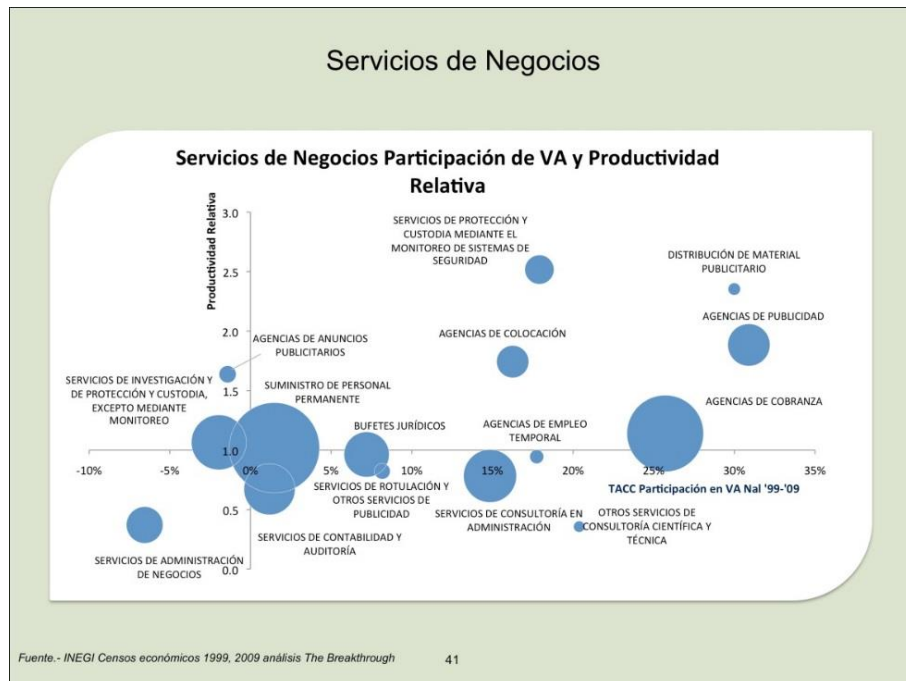 Servicios de Negocios
Servicios de Negocios Participación de VA y Productividad
Relativa
Productividad Relativa
3.0
2.5
2.0
1.5
1.0
0.5
0.0
-10%
-5%
0%
5%
10%
15%
20%
25%
30%
35%
TACC Participación en VA Nal '99-'09
SERVICIOS DE PROTECCIÓN Y
CUSTODIA MEDIANTE EL
MONITOREO DE SISTEMAS DE
SEGURIDAD
DISTRIBUCIÓN DE MATERIAL
PUBLICITARIO
AGENCIAS DE PUBLICIDAD
AGENCIAS DE COLOCACIÓN
AGENCIAS DE ANUNCIOS
PUBLICITARIOS
SERVICIOS DE INVESTIGACIÓN Y
DE PROTECCIÓN Y CUSTODIA,
EXCEPTO MEDIANTE
MONITOREO
SUMINISTRO DE PERSONAL
PERMANENTE
BUFETES JURÍDICOS
AGENCIAS DE EMPLEO
TEMPORAL
AGENCIAS DE COBRANZA
SERVICIOS DE ROTULACIÓN Y
OTROS SERVICIOS DE
PUBLICIDAD
SERVICIOS DE CONSULTORÍA EN
ADMINISTRACIÓN
OTROS SERVICIOS DE
CONSULTORÍA CIENTÍFICA Y
TÉCNICA
SERVICIOS DE CONTABILIDAD Y
AUDITORÍA
SERVICIOS DE ADMINISTRACIÓN
DE NEGOCIOS
Fuente.- INEGI Censos económicos 1999, 2009 análisis The Breakthrough
41